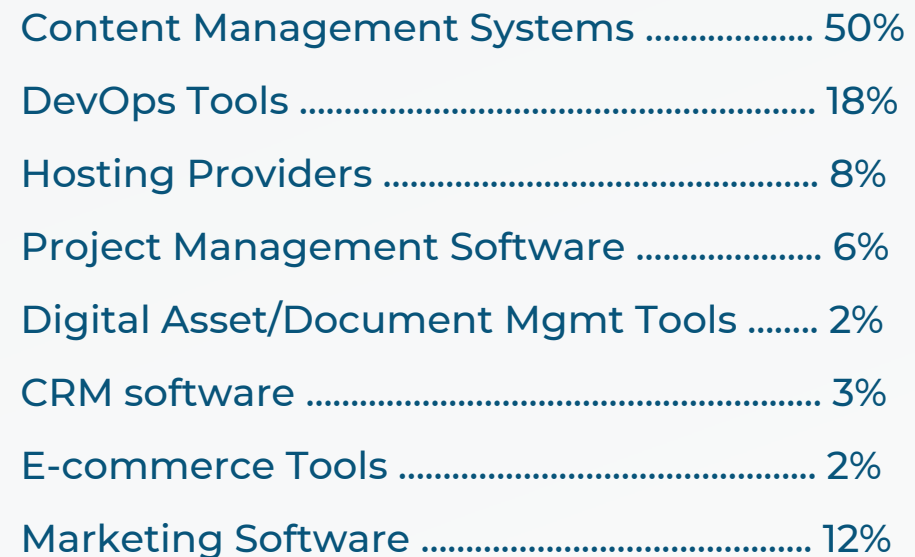 Content Management Systems ................... 50%
DevOps Tools .......................................................... 18%
Hosting Providers ................................................. 8%
Project Management Software ..................... 6%
Digital Asset/Document Mgmt Tools ........ 2%
CRM software .......................................................... 3%
E-commerce Tools ............................................... 2%
Marketing Software ............................................ 12%